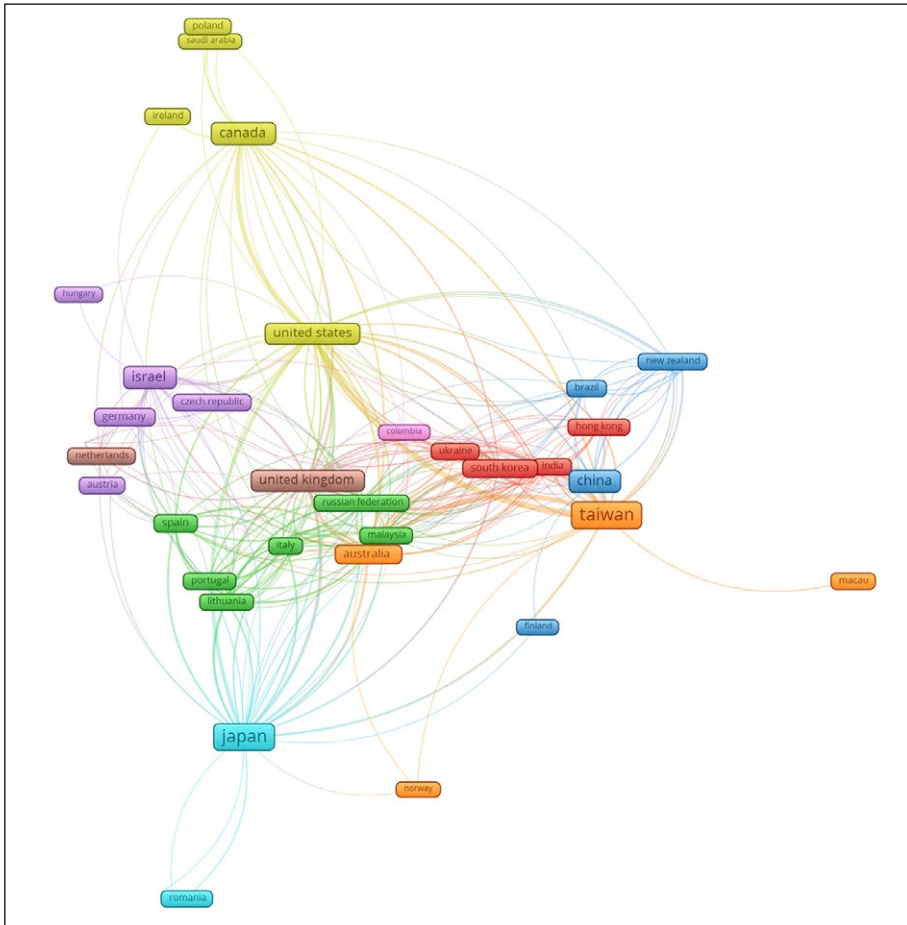 poland
saudi arabia
ireland
canada
hungary
united states
new zealand
israel
brazil
czech republic
germany
hong kong
colombia
ukraine
netherlands
south korea
india
united kingdom
china
austria
russian federation
taiwan
spain
malaysia
italy
australia
portugal
macau
lithuania
finland
japan
norway
romania